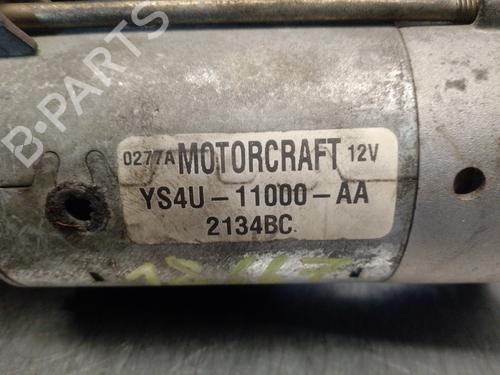 B-PARTS
0277A MOTORCRAFT 12V
YS4U-11000-AA
2134BC